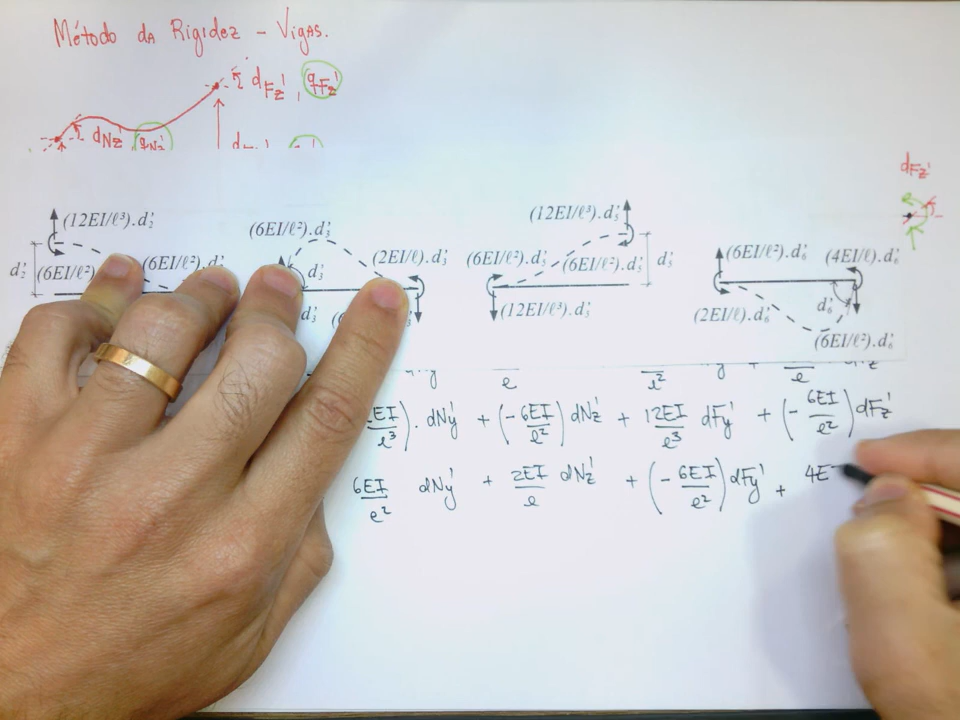 Método da Rigidez - Vigas.
dFz', qFz'
dNz' qNz'
dFz'
(12EI/ℓ³).d₂'
(6EI/ℓ²).d₃'
(12EI/ℓ³).d₅'
(6EI/ℓ²).d₆' (4EI/ℓ).d₆'
d₂' (6EI/ℓ²) (6EI/ℓ²).d₂' d₃' (2EI/ℓ).d₃' (6EI/ℓ²).d₅' (6EI/ℓ²).d₅' d₅'
(12EI/ℓ³).d₅' (2EI/ℓ).d₆' d₆'
(6EI/ℓ²).d₆'
EI/ℓ³).dNy' + (-6EI/ℓ²)dNz' + 12EI/ℓ³ dFy' + (-6EI/ℓ²)dFz'
6EI/ℓ² dNy' + 2EI/ℓ dNz' + (-6EI/ℓ²)dFy' + 4E